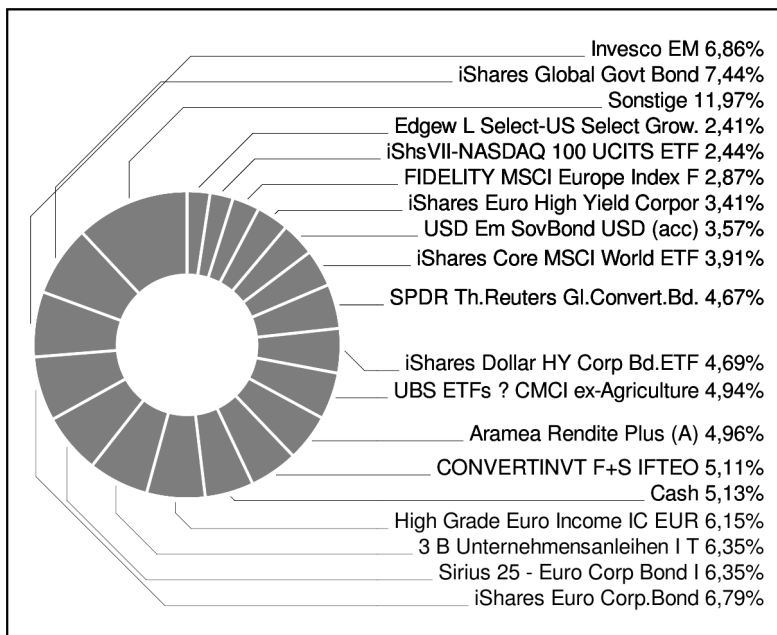 Invesco EM 6,86%
iShares Global Govt Bond 7,44%
Sonstige 11,97%
Edgew L Select-US Select Grow. 2,41%
iShsVII-NASDAQ 100 UCITS ETF 2,44%
FIDELITY MSCI Europe Index F 2,87%
iShares Euro High Yield Corpor 3,41%
USD Em SovBond USD (acc) 3,57%
iShares Core MSCI World ETF 3,91%
SPDR Th.Reuters Gl.Convert.Bd. 4,67%
iShares Dollar HY Corp Bd.ETF 4,69%
UBS ETFs ? CMCI ex-Agriculture 4,94%
Aramea Rendite Plus (A) 4,96%
CONVERTINVT F+S IFTEO 5,11%
Cash 5,13%
High Grade Euro Income IC EUR 6,15%
3 B Unternehmensanleihen I T 6,35%
Sirius 25 - Euro Corp Bond I 6,35%
iShares Euro Corp.Bond 6,79%